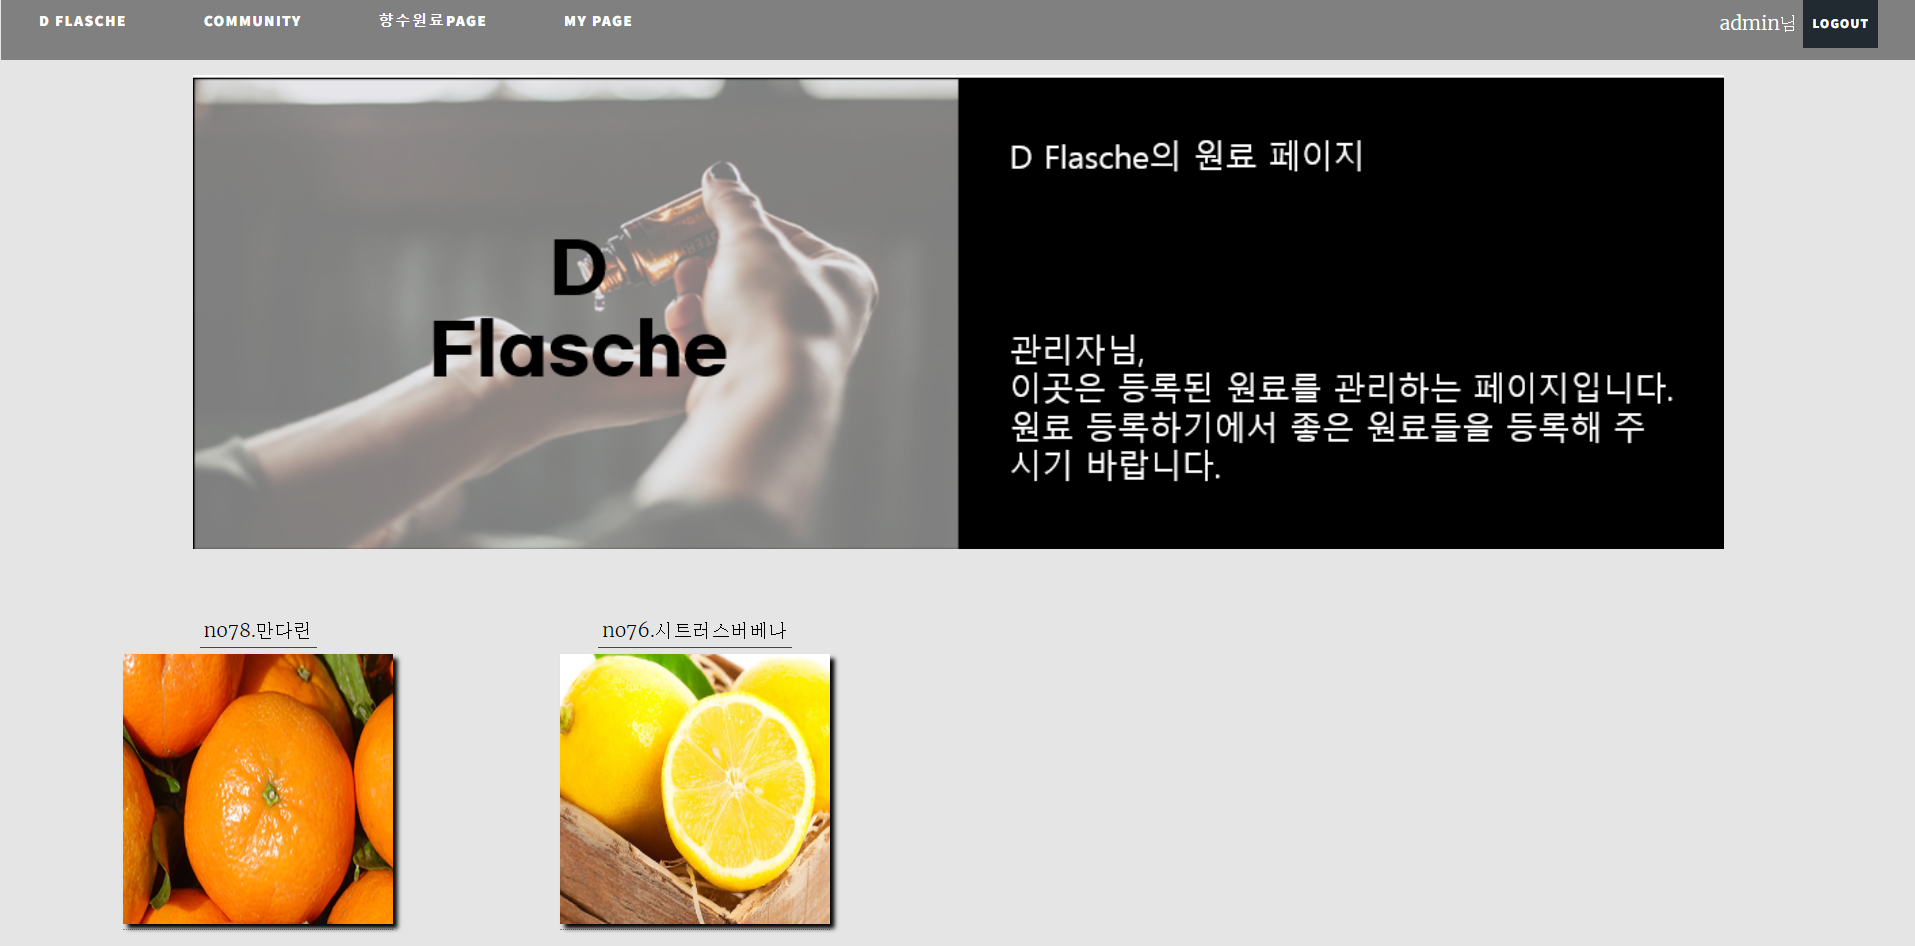 D FLASCHE COMMUNITY 향수원료PAGE MY PAGE admin님 LOGOUT
D
Flasche
D Flasche의 원료 페이지
관리자님,
이곳은 등록된 원료를 관리하는 페이지입니다.
원료 등록하기에서 좋은 원료들을 등록해 주
시기 바랍니다.
no78.만다린 no76.시트러스버베나